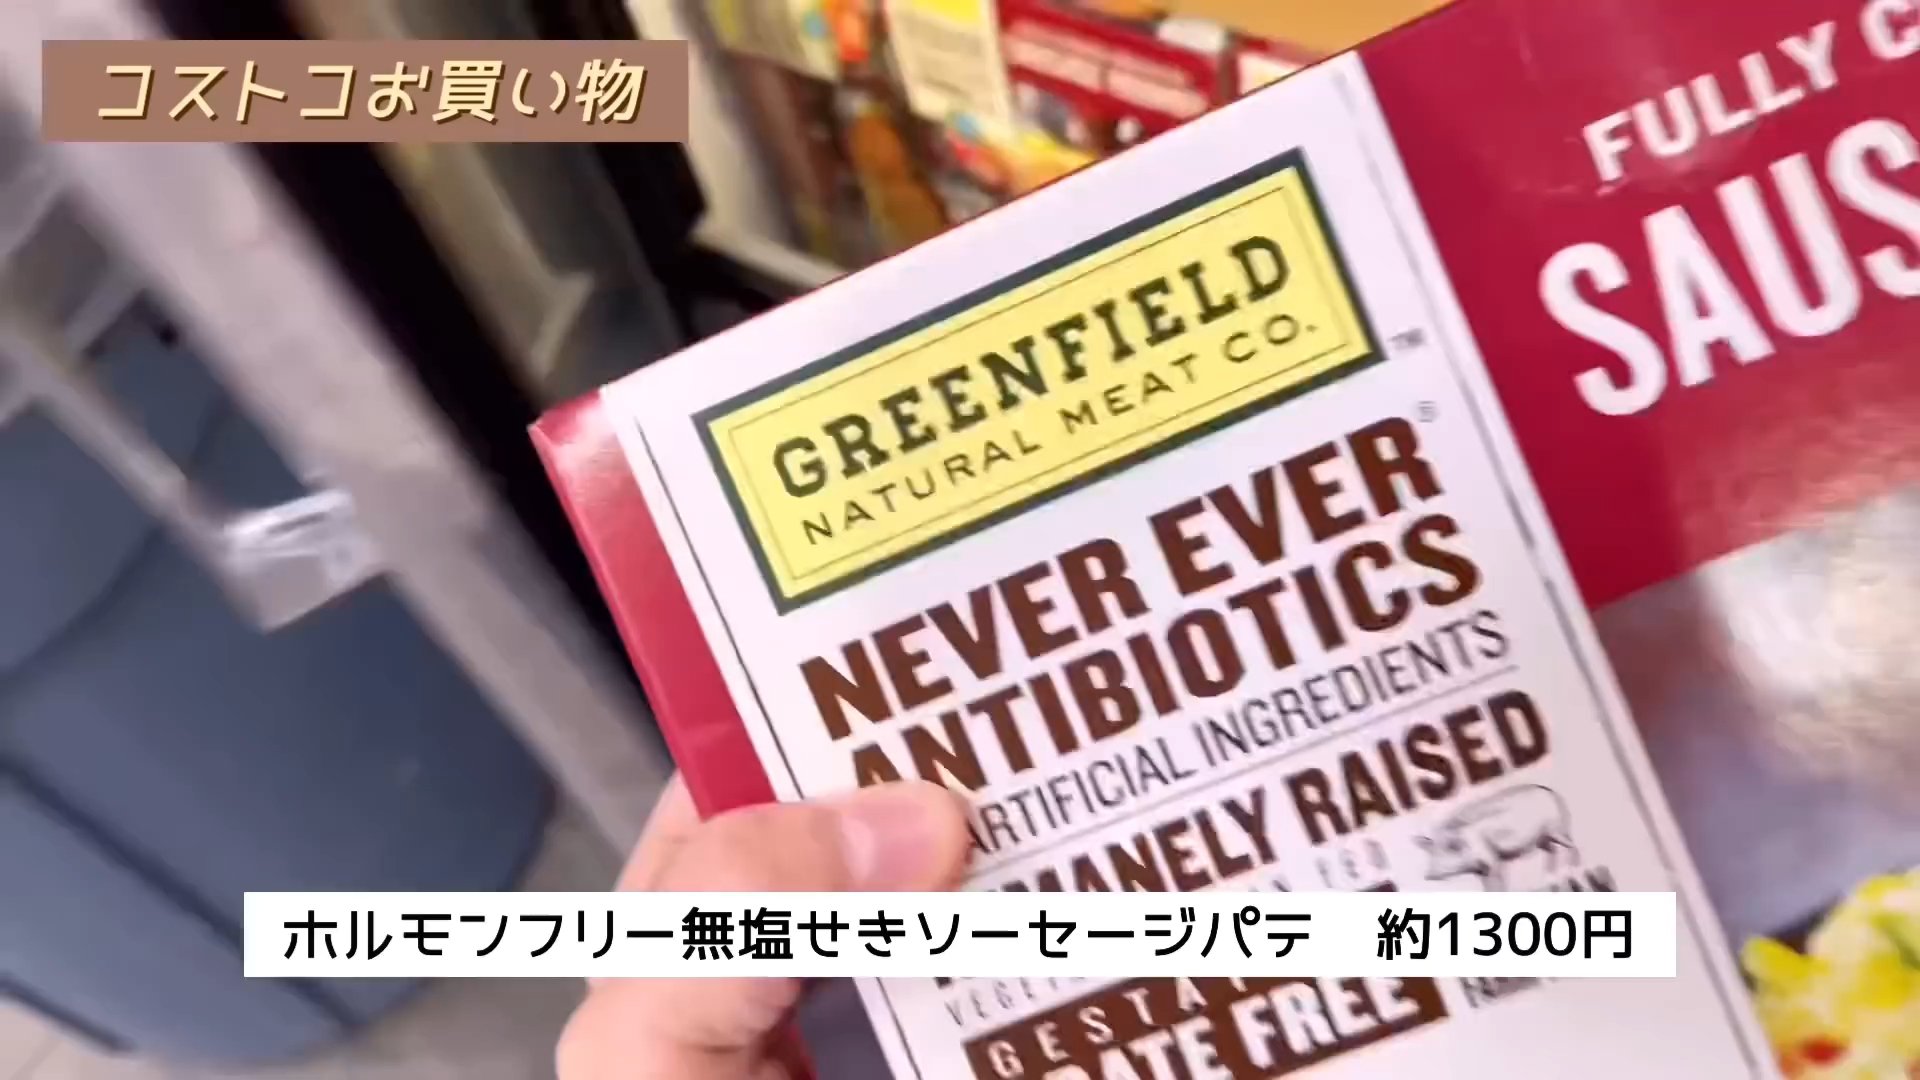 コストコお買い物
FULLY
GREENFIELD
NATURAL MEAT CO.
™
NEVER EVER®
ANTIBIOTICS
ARTIFICIAL INGREDIENTS
RAISED
FED
ホルモンフリー無塩せきソーセージパテ　約1300円
FREE